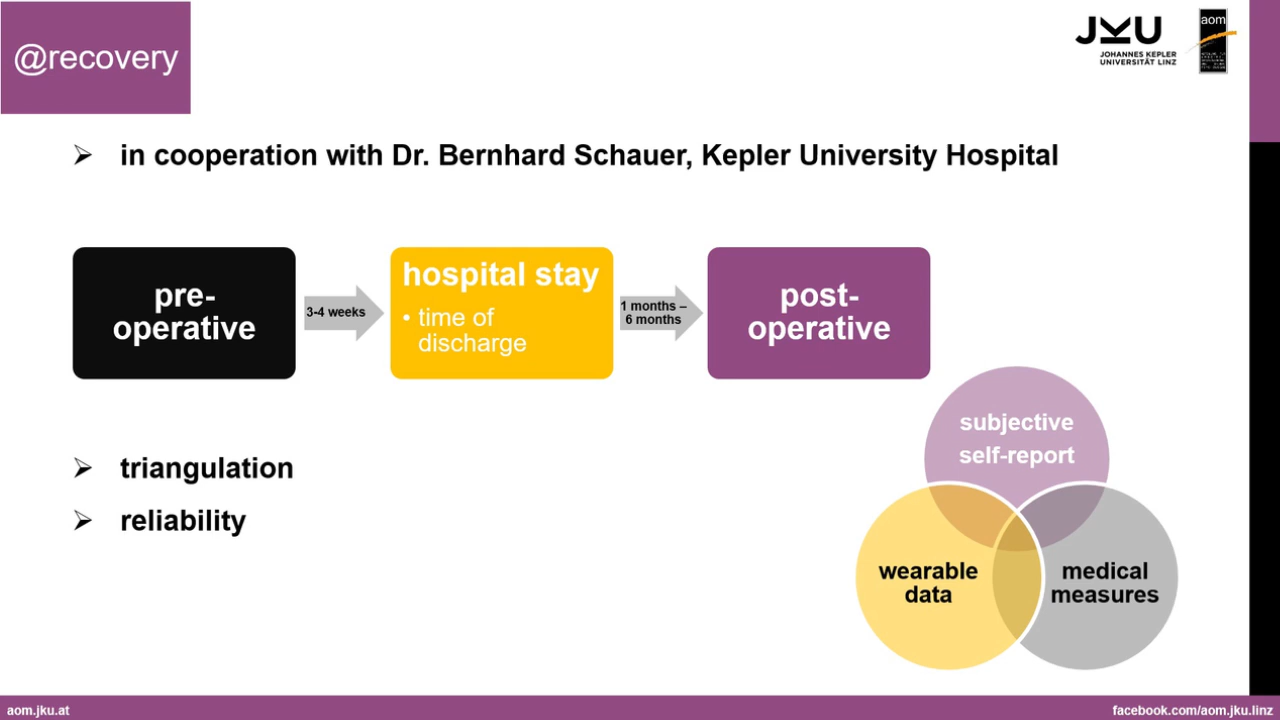 @recovery
JKU
JOHANNES KEPLER
UNIVERSITÄT LINZ
aom
➢ in cooperation with Dr. Bernhard Schauer, Kepler University Hospital
pre-
operative
3-4 weeks
hospital stay
• time of
discharge
1 months –
6 months
post-
operative
➢ triangulation
➢ reliability
subjective
self-report
wearable
data
medical
measures
aom.jku.at
facebook.com/aom.jku.linz